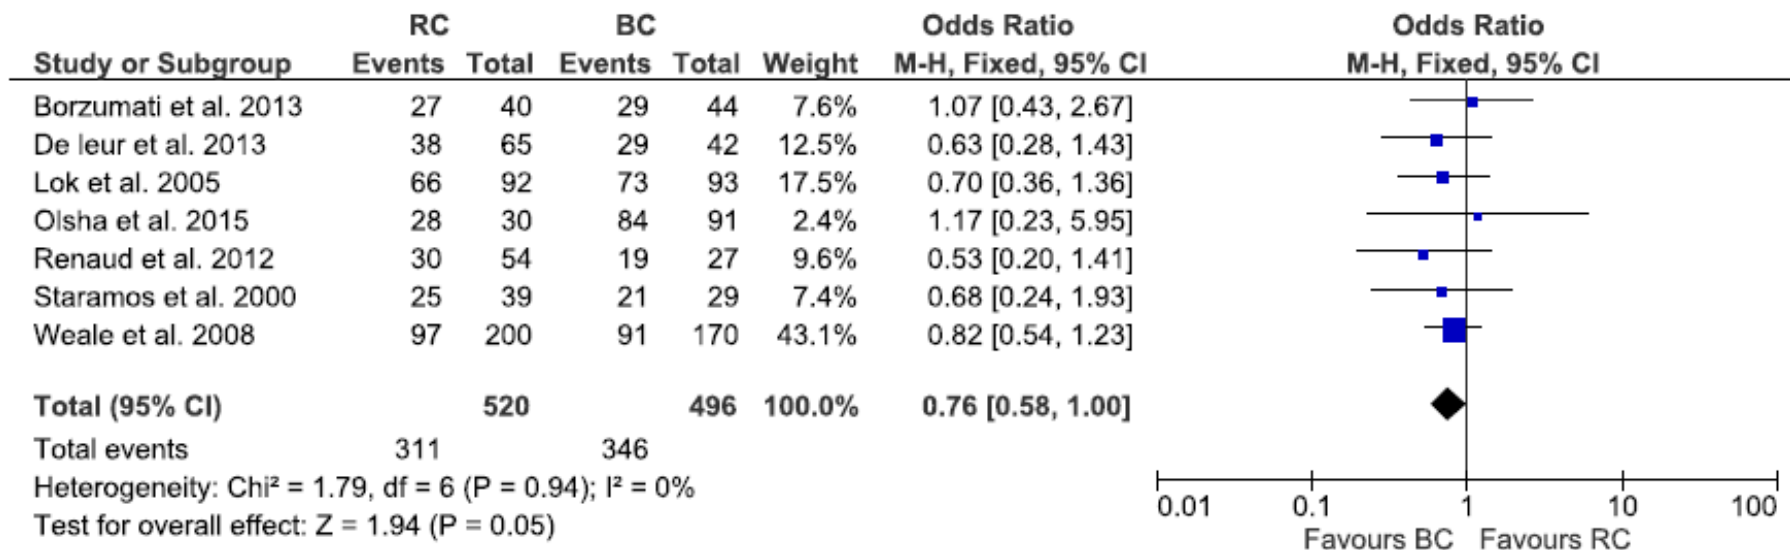 RC BC Odds Ratio Odds Ratio
Study or Subgroup Events Total Events Total Weight M-H, Fixed, 95% CI M-H, Fixed, 95% CI
Borzumati et al. 2013 27 40 29 44 7.6% 1.07 [0.43, 2.67]
De leur et al. 2013 38 65 29 42 12.5% 0.63 [0.28, 1.43]
Lok et al. 2005 66 92 73 93 17.5% 0.70 [0.36, 1.36]
Olsha et al. 2015 28 30 84 91 2.4% 1.17 [0.23, 5.95]
Renaud et al. 2012 30 54 19 27 9.6% 0.53 [0.20, 1.41]
Staramos et al. 2000 25 39 21 29 7.4% 0.68 [0.24, 1.93]
Weale et al. 2008 97 200 91 170 43.1% 0.82 [0.54, 1.23]
Total (95% CI) 520 496 100.0% 0.76 [0.58, 1.00]
Total events 311 346
Heterogeneity: Chi² = 1.79, df = 6 (P = 0.94); I² = 0%
Test for overall effect: Z = 1.94 (P = 0.05)
0.01 0.1 1 10 100
Favours BC Favours RC